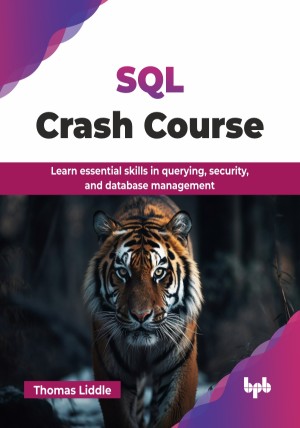 SQL
Crash Course
Learn essential skills in querying, security,
and database management
Thomas Liddle
bpb